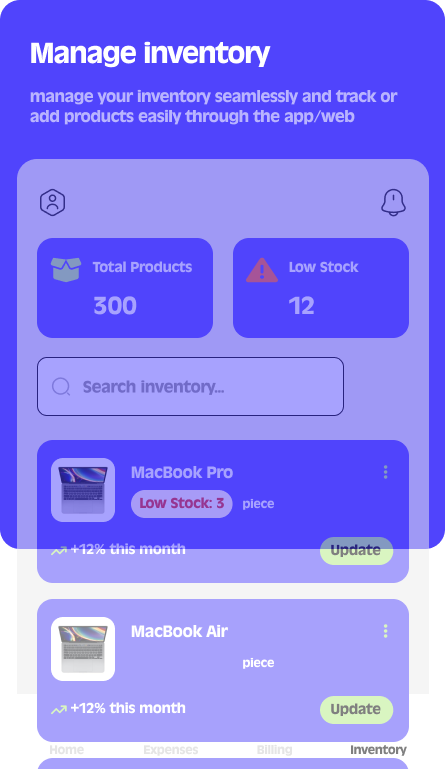 Manage inventory
manage your inventory seamlessly and track or
add products easily through the app/web
Total Products
300
Low Stock
12
Search inventory...
MacBook Pro
Low Stock: 3 piece
+12% this month
Update
MacBook Air
piece
+12% this month
Update
Home Expenses Billing Inventory